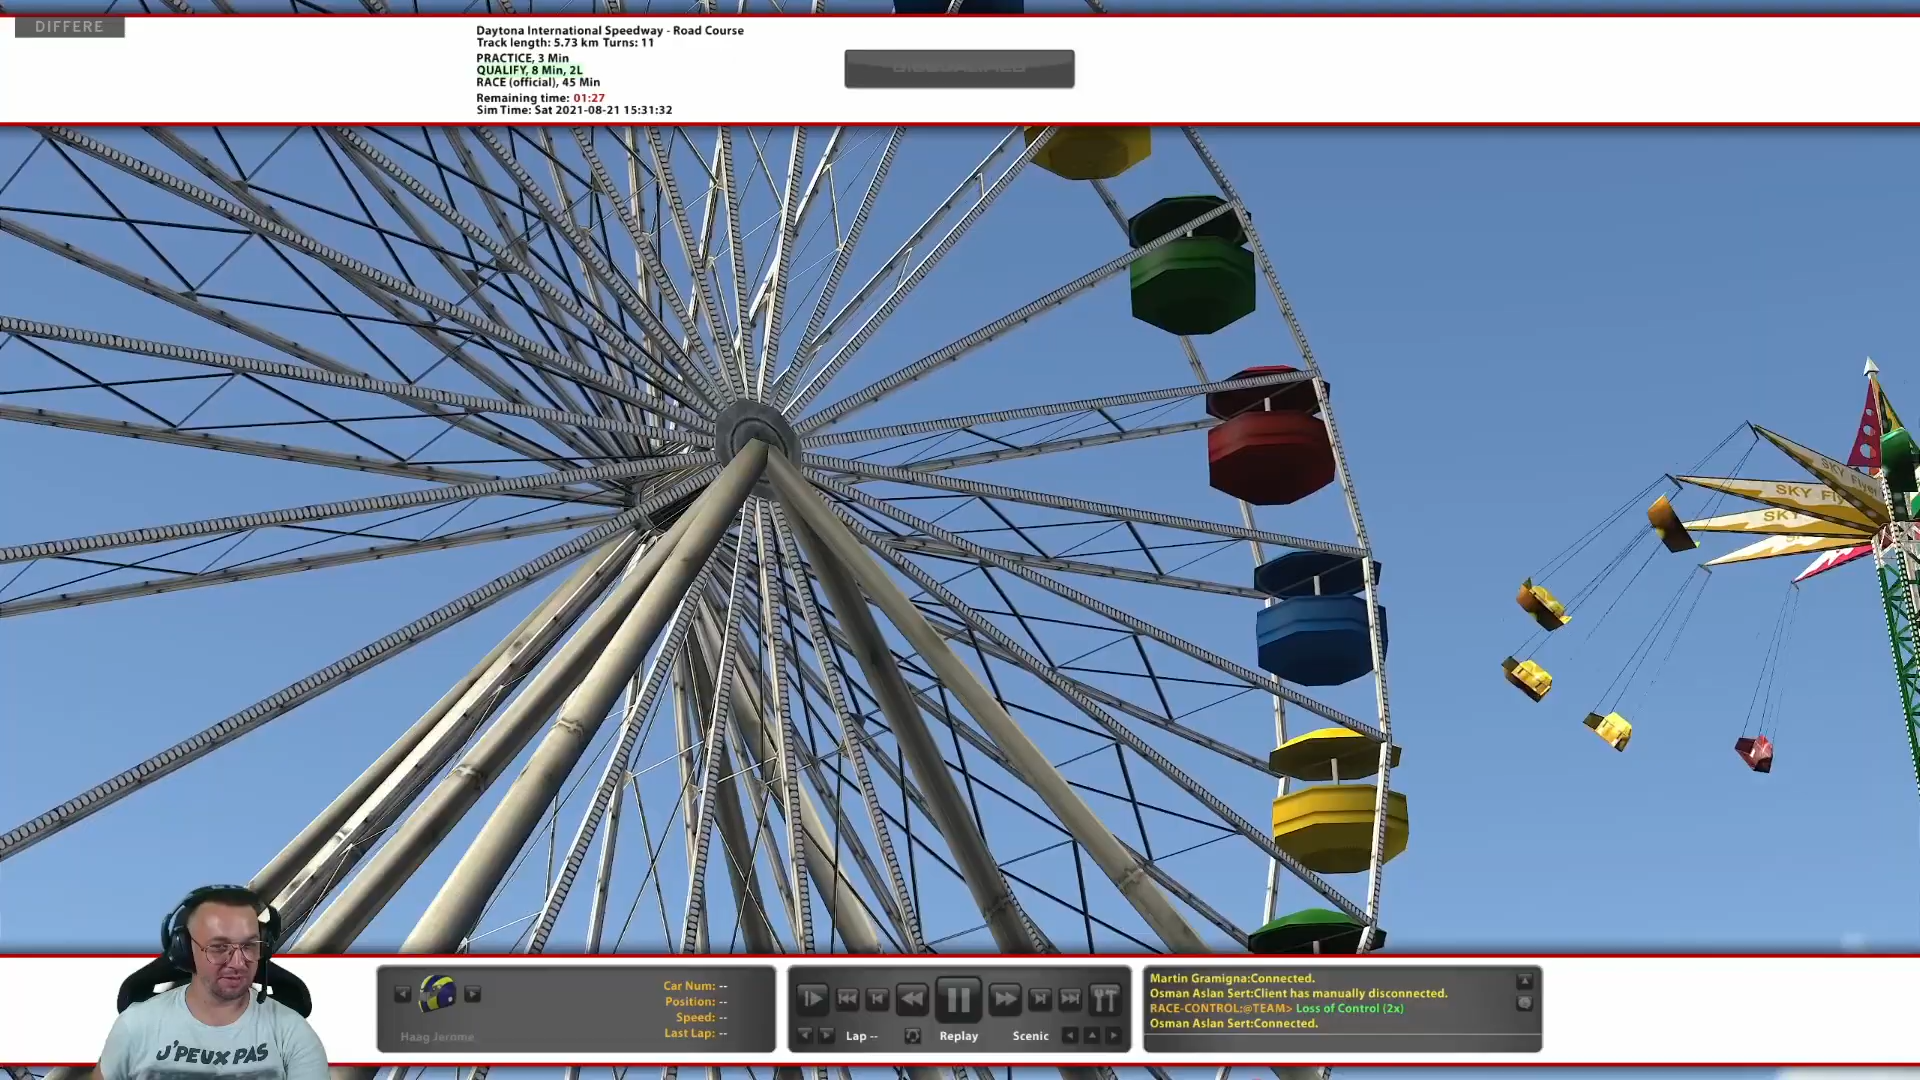 DIFFERE
Daytona International Speedway - Road Course
Track length: 5.73 km Turns: 11
PRACTICE, 3 Min
QUALIFY, 8 Min, 2L
RACE (official), 45 Min
Remaining time: 01:27
Sim Time: Sat 2021-08-21 15:31:32
SKY Flyer
SKY Fly
SKY
J'PEUX PAS
Haag Jerome
Car Num: --
Position: --
Speed: --
Last Lap: --
Lap --
Replay
Scenic
Martin Gramigna:Connected.
Osman Aslan Sert:Client has manually disconnected.
RACE-CONTROL:@TEAM> Loss of Control (2x)
Osman Aslan Sert:Connected.